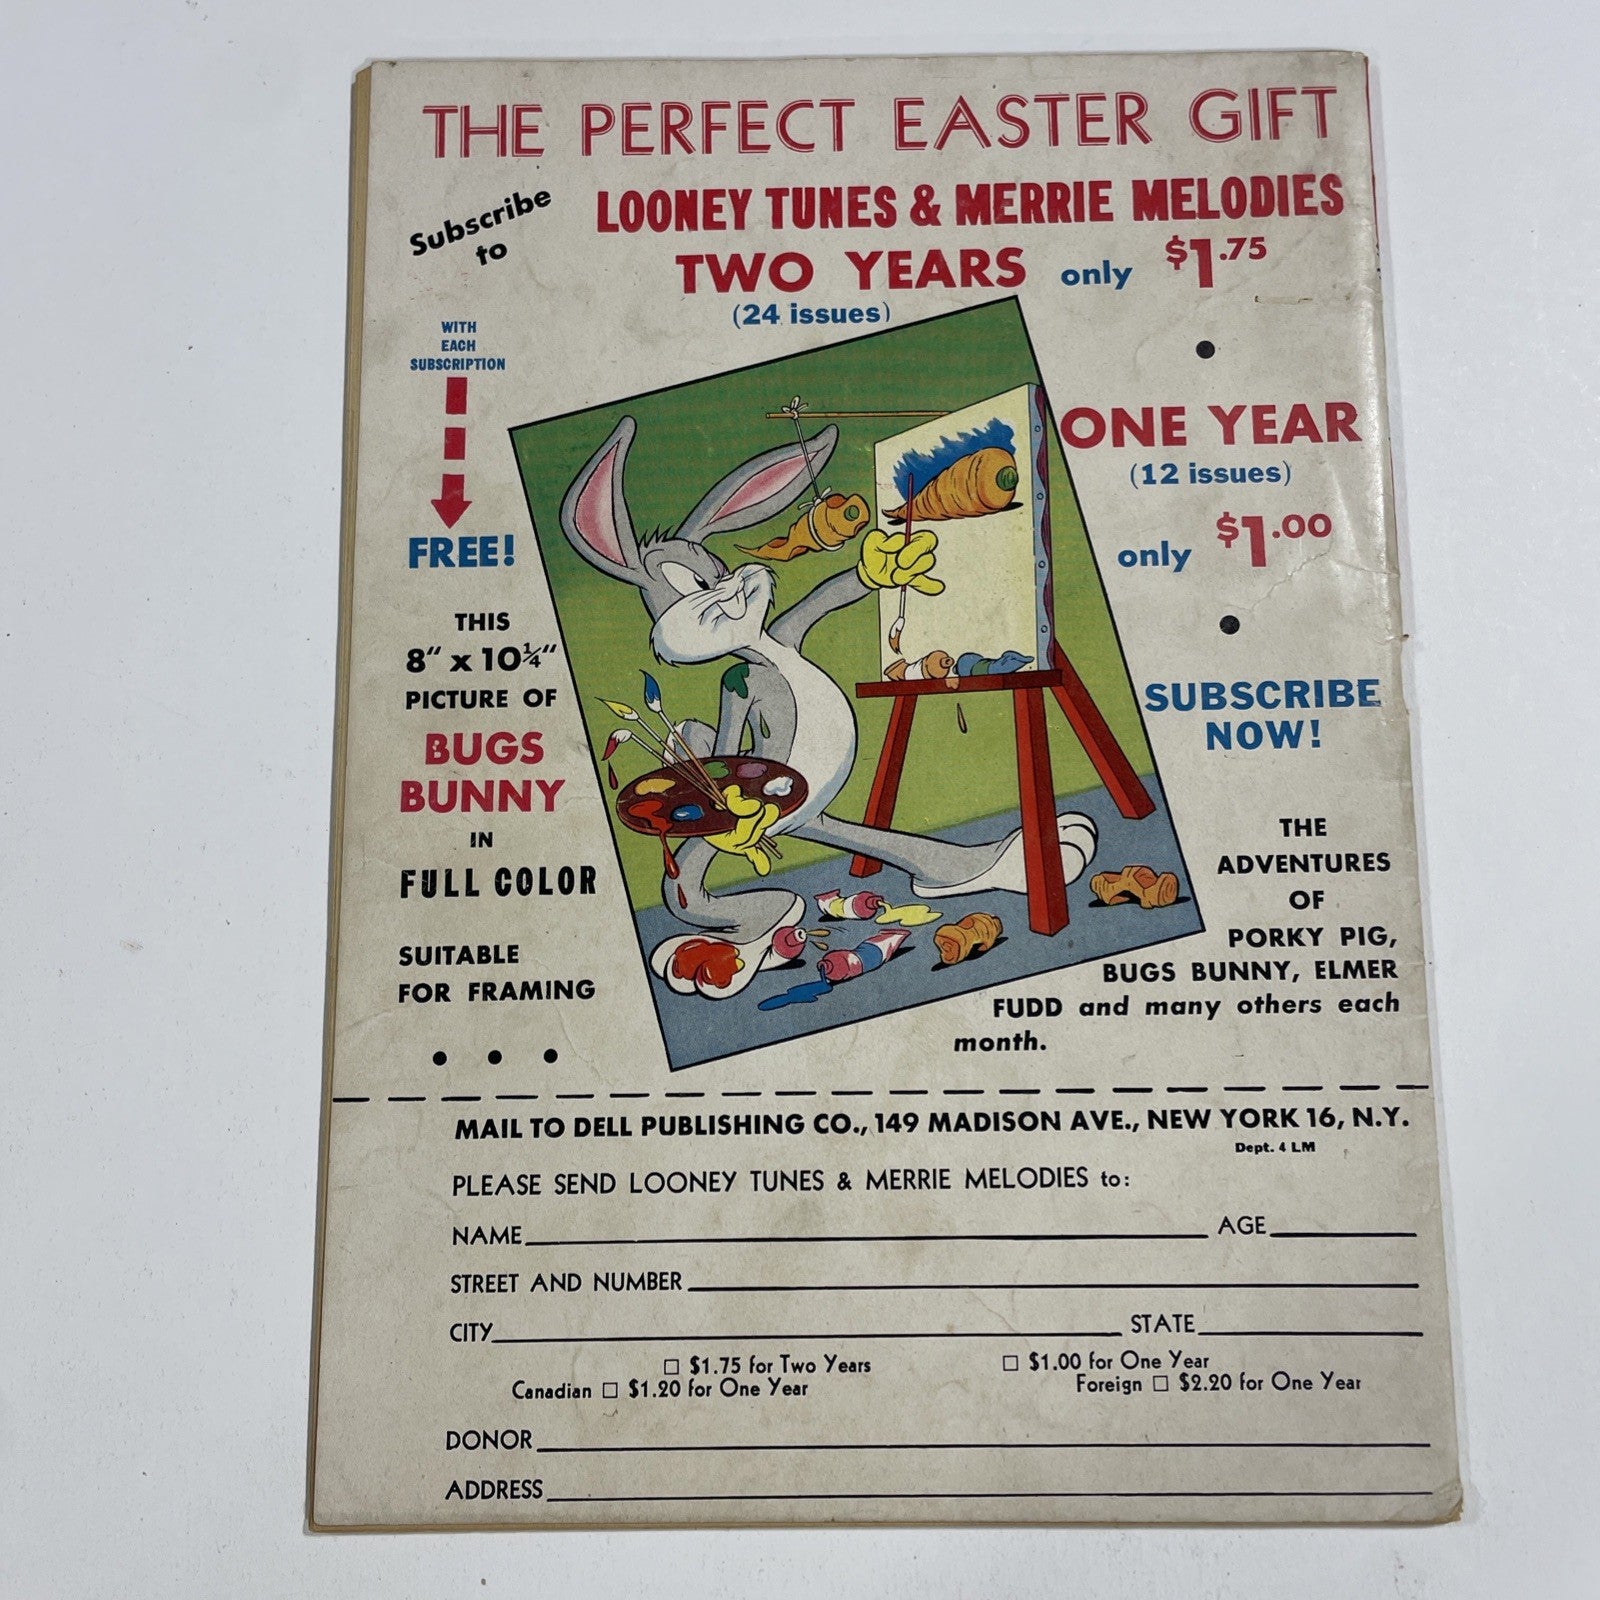 THE PERFECT EASTER GIFT
Subscribe
to
LOONEY TUNES & MERRIE MELODIES
TWO YEARS only $1.75
(24 issues)
WITH
EACH
SUBSCRIPTION
FREE!
THIS
8" x 10¼"
PICTURE OF
BUGS
BUNNY
IN
FULL COLOR
SUITABLE
FOR FRAMING
ONE YEAR
(12 issues)
only $1.00
SUBSCRIBE
NOW!
THE
ADVENTURES
OF
PORKY PIG,
BUGS BUNNY, ELMER
FUDD and many others each
month.
MAIL TO DELL PUBLISHING CO., 149 MADISON AVE., NEW YORK 16, N.Y.
Dept. 4 LM
PLEASE SEND LOONEY TUNES & MERRIE MELODIES to:
NAME AGE
STREET AND NUMBER
CITY STATE
$1.75 for Two Years $1.00 for One Year
Canadian $1.20 for One Year Foreign $2.20 for One Year
DONOR
ADDRESS